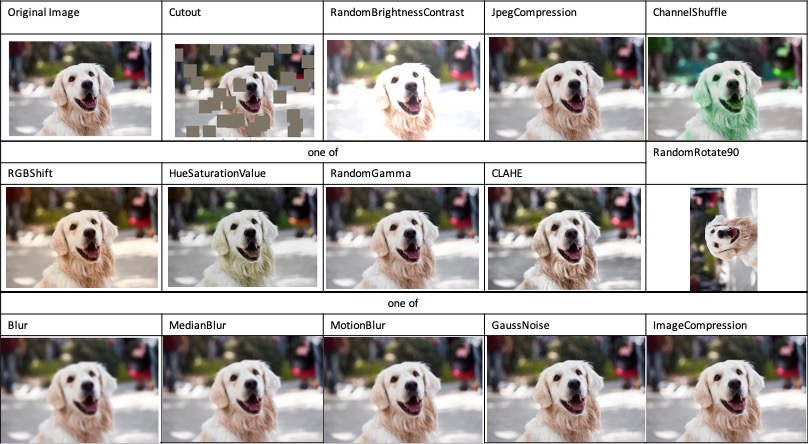 Original Image
Cutout
RandomBrightnessContrast
JpegCompression
ChannelShuffle
one of
RandomRotate90
RGBShift
HueSaturationValue
RandomGamma
CLAHE
one of
Blur
MedianBlur
MotionBlur
GaussNoise
ImageCompression